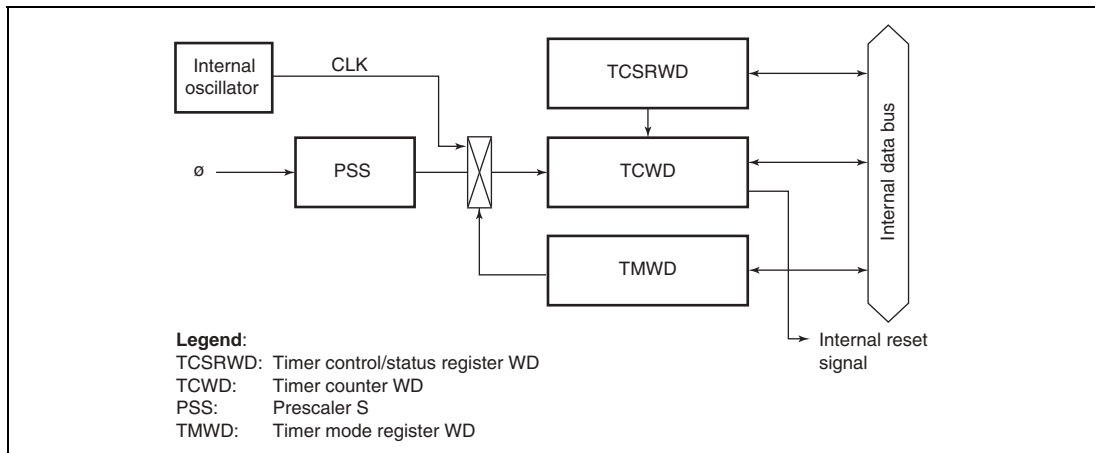 Internal
oscillator
CLK
TCSRWD
ø
PSS
TCWD
TMWD
Internal data bus
Internal reset
signal
Legend:
TCSRWD: Timer control/status register WD
TCWD: Timer counter WD
PSS: Prescaler S
TMWD: Timer mode register WD